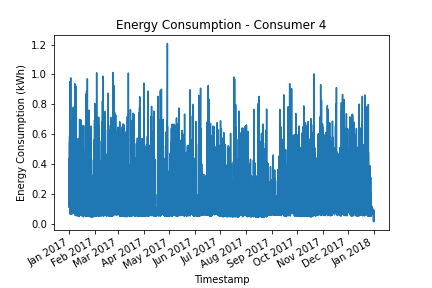 Energy Consumption - Consumer 4
Energy Consumption (kWh)
1.2
1.0
0.8
0.6
0.4
0.2
0.0
Jan 2017
Feb 2017
Mar 2017
Apr 2017
May 2017
Jun 2017
Jul 2017
Aug 2017
Sep 2017
Oct 2017
Nov 2017
Dec 2017
Jan 2018
Timestamp